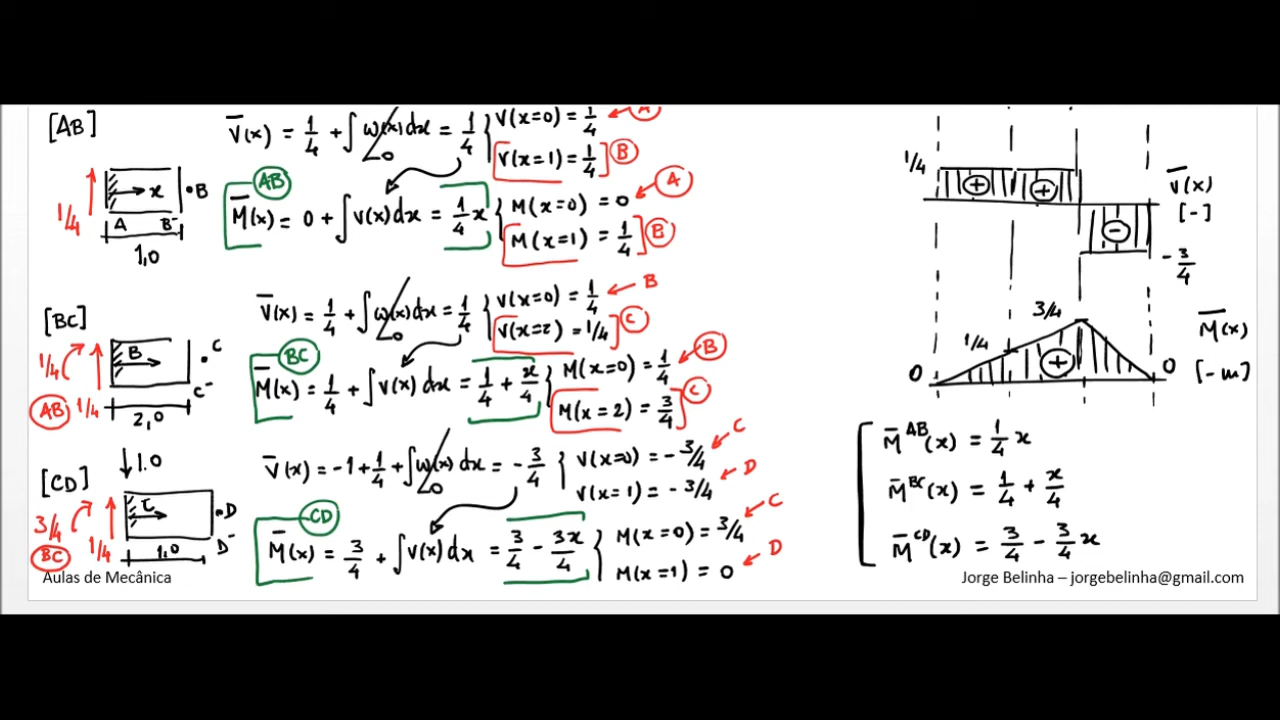 [AB]
V̄(x) = 1/4 + ∫ω(x)dx = 1/4 { V(x=0) = 1/4 ← A
0
V(x=1) = 1/4 ] B
1/4
x
• B
A B⁻
1,0
AB
M̄(x) = 0 + ∫V(x)dx = 1/4 x { M(x=0) = 0 ← A
M(x=1) = 1/4 ] B
[BC]
V̄(x) = 1/4 + ∫ω(x)dx = 1/4 { V(x=0) = 1/4 ← B
0
V(x=2) = 1/4 ] C
1/4
B
• C
C⁻
AB
1/4
2,0
BC
M̄(x) = 1/4 + ∫V(x)dx = 1/4 + x/4 { M(x=0) = 1/4 ← B
M(x=2) = 3/4 ] C
[CD]
↓1.0
V̄(x) = -1 + 1/4 + ∫ω(x)dx = -3/4 { V(x=0) = -3/4 ← C
0
V(x=1) = -3/4 ← D
3/4
C
• D
D⁻
BC
1/4
1,0
CD
M̄(x) = 3/4 + ∫V(x)dx = 3/4 - 3x/4 { M(x=0) = 3/4 ← C
M(x=1) = 0 ← D
1/4
+
+
V̄(x)
[-]
-
-3/4
3/4
1/4
M̄(x)
0
+
0
[-m]
M̄ᴬᴮ(x) = 1/4 x
M̄ᴮᶜ(x) = 1/4 + x/4
M̄ᶜᴰ(x) = 3/4 - 3/4 x
Aulas de Mecânica
Jorge Belinha – jorgebelinha@gmail.com